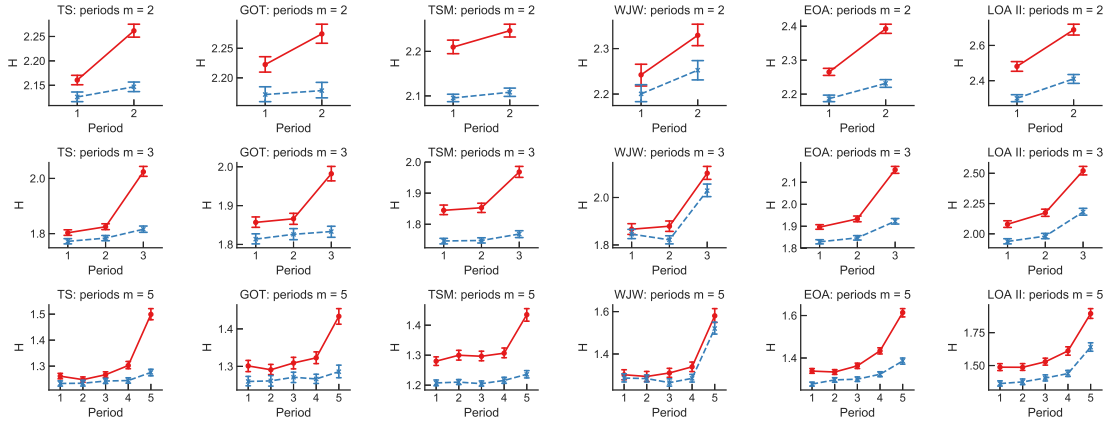 TS: periods m = 2
GOT: periods m = 2
TSM: periods m = 2
WJW: periods m = 2
EOA: periods m = 2
LOA II: periods m = 2
H 2.25 2.20 2.15
H 2.25 2.20
H 2.2 2.1
H 2.3 2.2
H 2.4 2.2
H 2.6 2.4
1 2
1 2
1 2
1 2
1 2
1 2
Period
Period
Period
Period
Period
Period
TS: periods m = 3
GOT: periods m = 3
TSM: periods m = 3
WJW: periods m = 3
EOA: periods m = 3
LOA II: periods m = 3
H 2.0 1.8
H 2.0 1.9 1.8
H 2.0 1.9 1.8
H 2.0 1.8
H 2.1 2.0 1.9 1.8
H 2.50 2.25 2.00
1 2 3
1 2 3
1 2 3
1 2 3
1 2 3
1 2 3
Period
Period
Period
Period
Period
Period
TS: periods m = 5
GOT: periods m = 5
TSM: periods m = 5
WJW: periods m = 5
EOA: periods m = 5
LOA II: periods m = 5
H 1.5 1.4 1.3
H 1.4 1.3
H 1.4 1.3 1.2
H 1.6 1.4
H 1.6 1.4
H 1.75 1.50
1 2 3 4 5
1 2 3 4 5
1 2 3 4 5
1 2 3 4 5
1 2 3 4 5
1 2 3 4 5
Period
Period
Period
Period
Period
Period